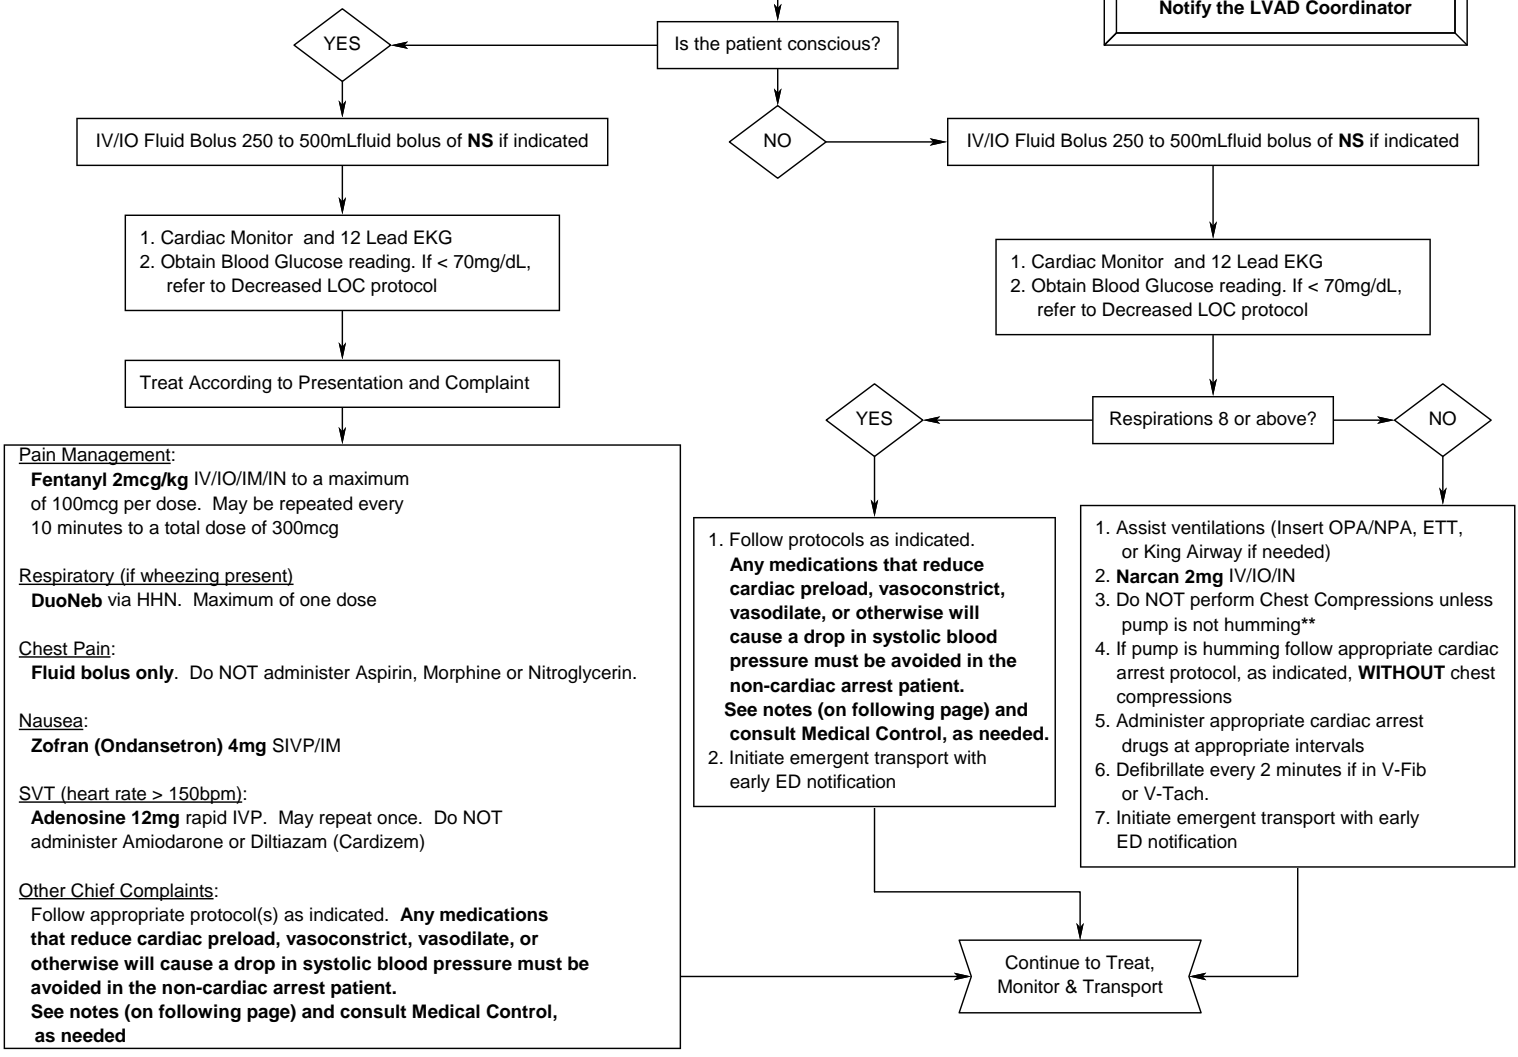 Notify the LVAD Coordinator
Is the patient conscious?
YES
IV/IO Fluid Bolus 250 to 500mLfluid bolus of NS if indicated
1. Cardiac Monitor and 12 Lead EKG
2. Obtain Blood Glucose reading. If < 70mg/dL,
refer to Decreased LOC protocol
Treat According to Presentation and Complaint
Pain Management:
Fentanyl 2mcg/kg IV/IO/IM/IN to a maximum
of 100mcg per dose. May be repeated every
10 minutes to a total dose of 300mcg
Respiratory (if wheezing present)
DuoNeb via HHN. Maximum of one dose
Chest Pain:
Fluid bolus only. Do NOT administer Aspirin, Morphine or Nitroglycerin.
Nausea:
Zofran (Ondansetron) 4mg SIVP/IM
SVT (heart rate > 150bpm):
Adenosine 12mg rapid IVP. May repeat once. Do NOT
administer Amiodarone or Diltiazam (Cardizem)
Other Chief Complaints:
Follow appropriate protocol(s) as indicated. Any medications
that reduce cardiac preload, vasoconstrict, vasodilate, or
otherwise will cause a drop in systolic blood pressure must be
avoided in the non-cardiac arrest patient.
See notes (on following page) and consult Medical Control,
as needed
NO
IV/IO Fluid Bolus 250 to 500mLfluid bolus of NS if indicated
1. Cardiac Monitor and 12 Lead EKG
2. Obtain Blood Glucose reading. If < 70mg/dL,
refer to Decreased LOC protocol
Respirations 8 or above?
YES
1. Follow protocols as indicated.
Any medications that reduce
cardiac preload, vasoconstrict,
vasodilate, or otherwise will
cause a drop in systolic blood
pressure must be avoided in the
non-cardiac arrest patient.
See notes (on following page) and
consult Medical Control, as needed.
2. Initiate emergent transport with
early ED notification
NO
1. Assist ventilations (Insert OPA/NPA, ETT,
or King Airway if needed)
2. Narcan 2mg IV/IO/IN
3. Do NOT perform Chest Compressions unless
pump is not humming**
4. If pump is humming follow appropriate cardiac
arrest protocol, as indicated, WITHOUT chest
compressions
5. Administer appropriate cardiac arrest
drugs at appropriate intervals
6. Defibrillate every 2 minutes if in V-Fib
or V-Tach.
7. Initiate emergent transport with early
ED notification
Continue to Treat,
Monitor & Transport